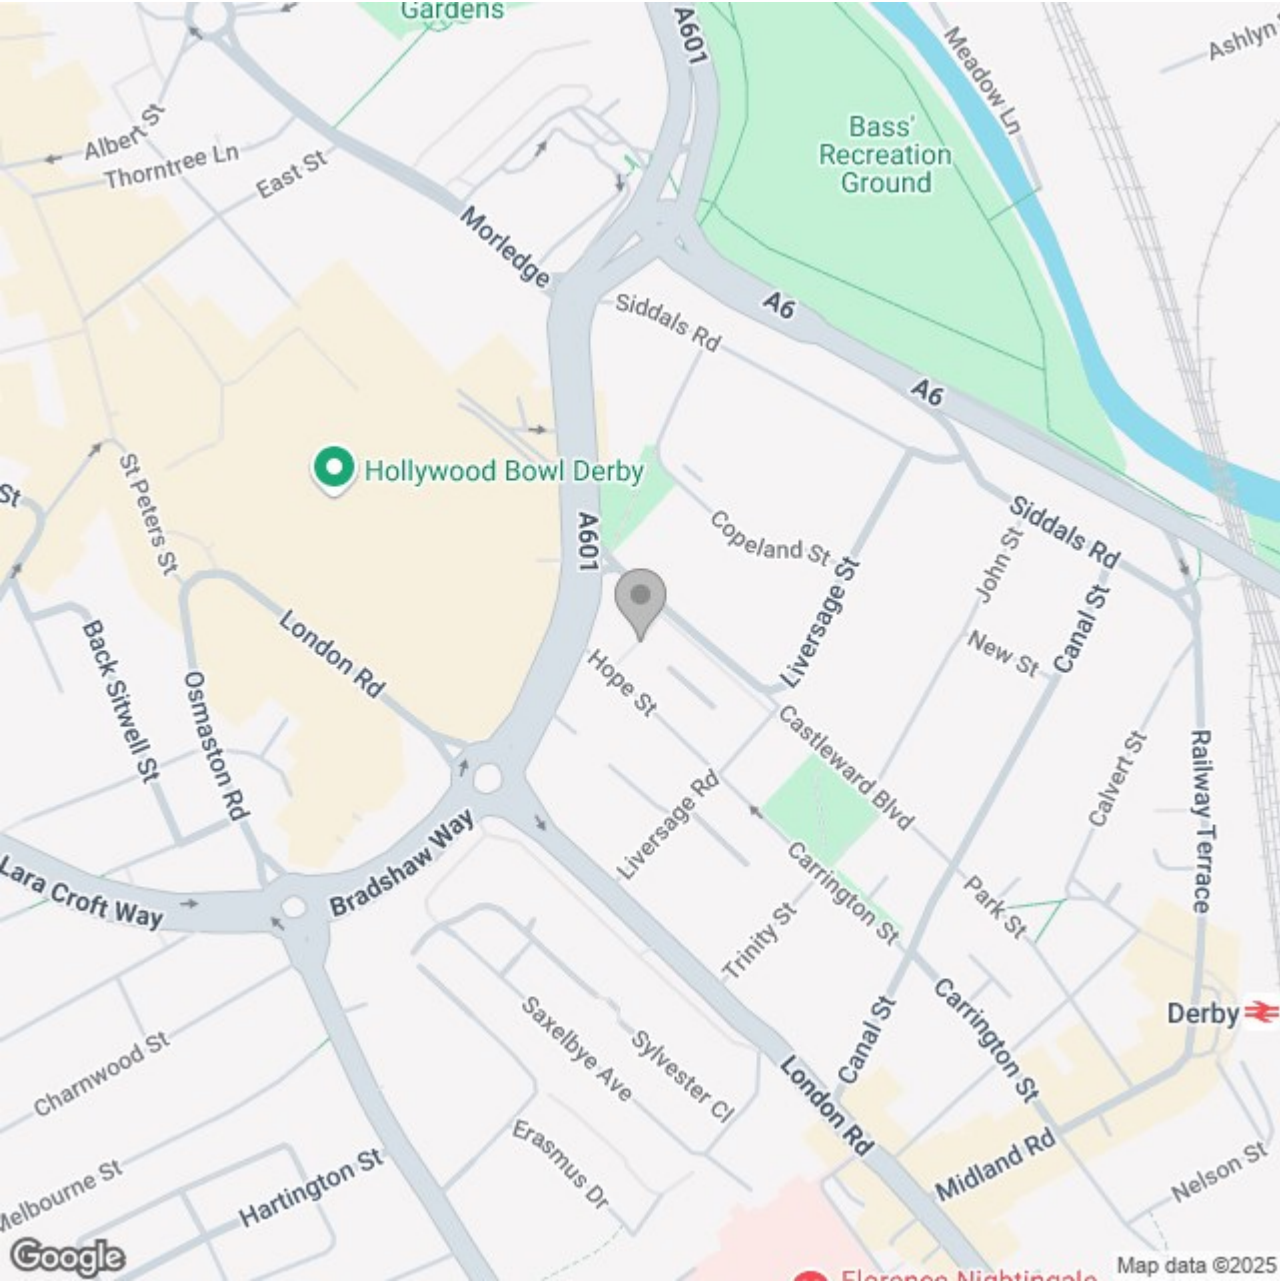 Gardens
A601
Meadow Ln
Ashlyn
Albert St
Thorntree Ln
East St
Bass'
Recreation
Ground
Morledge
Siddals Rd
A6
A6
St
St Peters St
Hollywood Bowl Derby
A601
Copeland St
Liversage St
Siddals Rd
John St
Canal St
New St
London Rd
Back Sitwell St
Osmaston Rd
Hope St
Castleward Blvd
Calvert St
Railway Terrace
Liversage Rd
Bradshaw Way
Lara Croft Way
Carrington St
Park St
Trinity St
Canal St
Carrington St
Derby
Charnwood St
Saxelbye Ave
Sylvester Cl
London Rd
Erasmus Dr
Midland Rd
Nelson St
Melbourne St
Hartington St
Google
Florence Nightingale
Map data ©2025